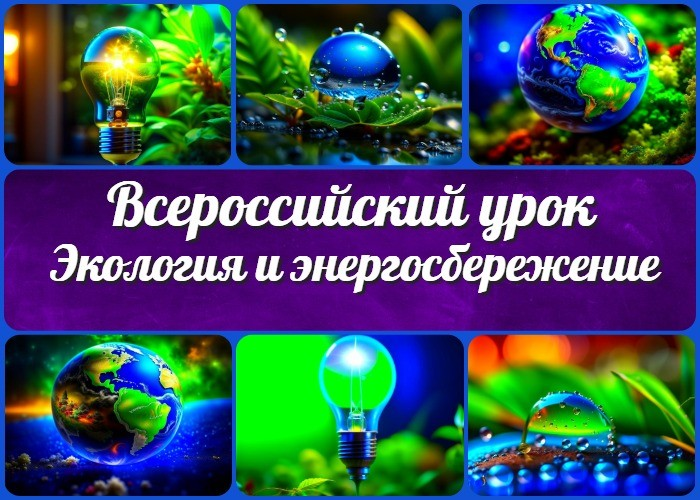 Всероссийский урок
Экология и энергосбережение